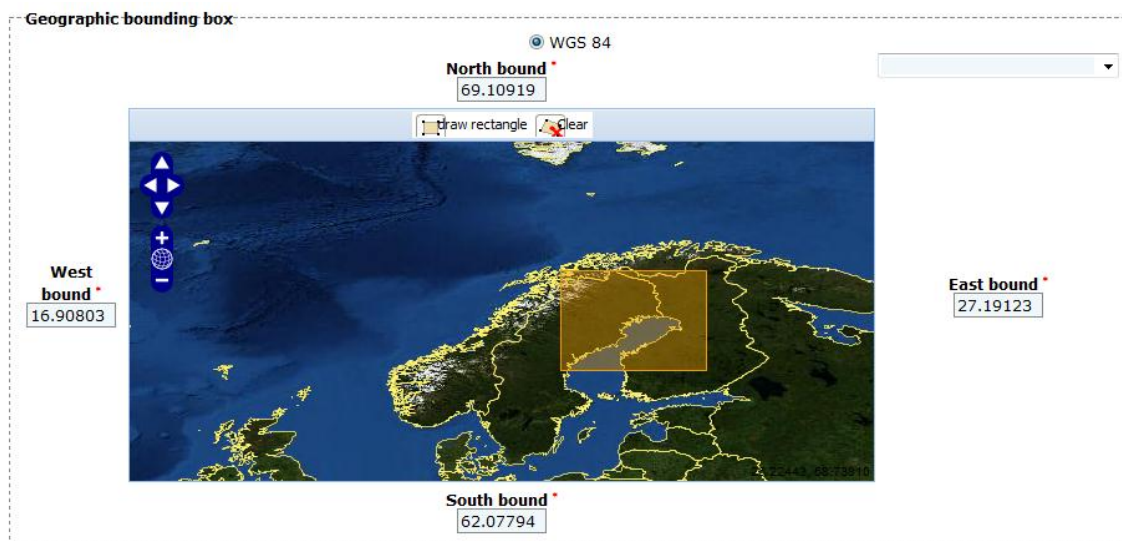 Geographic bounding box
WGS 84
North bound *
69.10919
draw rectangle Clear
West
bound *
16.90803
East bound *
27.19123
South bound *
62.07794